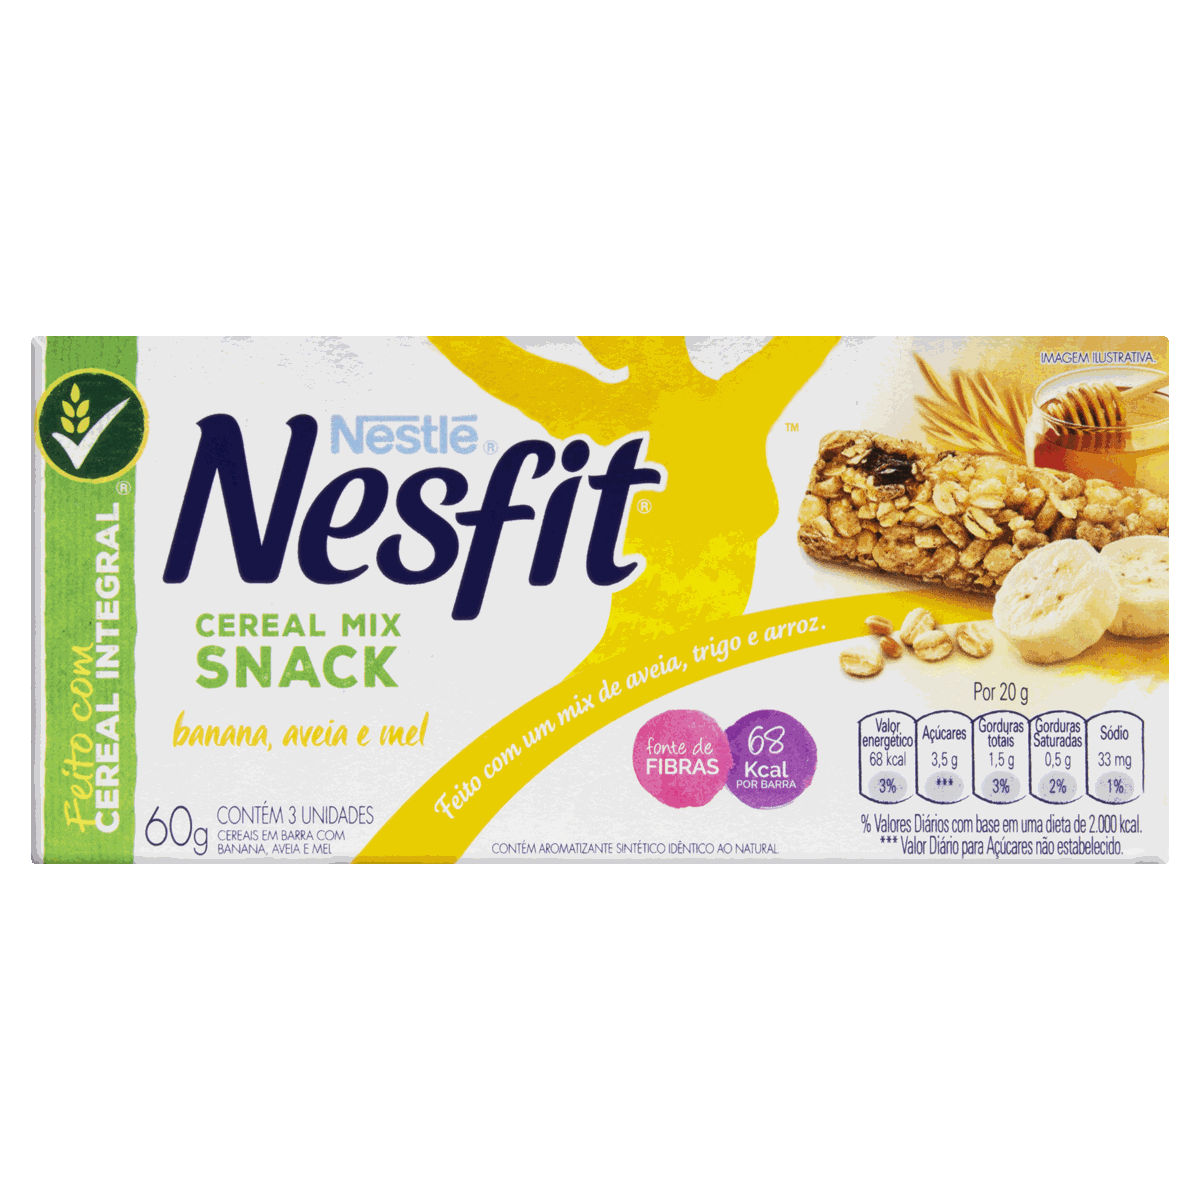 Feito com
CEREAL INTEGRAL®
Nestlé®
Nesfit®
CEREAL MIX
SNACK
banana, aveia e mel
60g
CONTÉM 3 UNIDADES
CEREAIS EM BARRA COM
BANANA, AVEIA E MEL
™
Feito com um mix de aveia, trigo e arroz.
fonte de
FIBRAS
68
Kcal
POR BARRA
CONTÉM AROMATIZANTE SINTÉTICO IDÊNTICO AO NATURAL.
IMAGEM ILUSTRATIVA.
Por 20 g
Valor
energético
68 kcal
3%
Açúcares
3,5 g
***
Gorduras
totais
1,5 g
3%
Gorduras
Saturadas
0,5 g
2%
Sódio
33 mg
1%
% Valores Diários com base em uma dieta de 2.000 kcal.
*** Valor Diário para Açúcares não estabelecido.